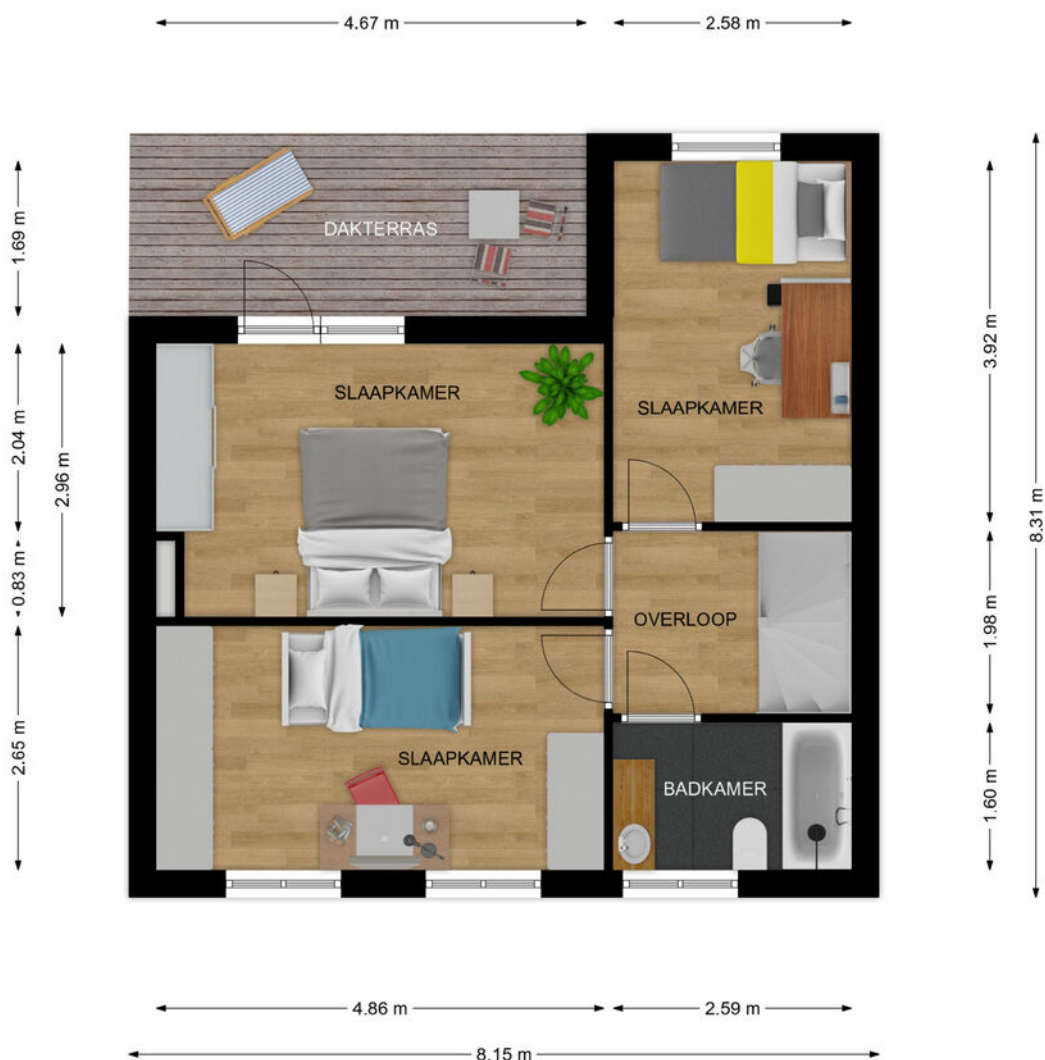 4.67 m
2.58 m
DAKTERRAS
1.69 m
3.92 m
SLAAPKAMER
SLAAPKAMER
2.04 m
2.96 m
8.31 m
0.83 m
OVERLOOP
1.98 m
SLAAPKAMER
2.65 m
BADKAMER
1.60 m
4.86 m
2.59 m
8.15 m